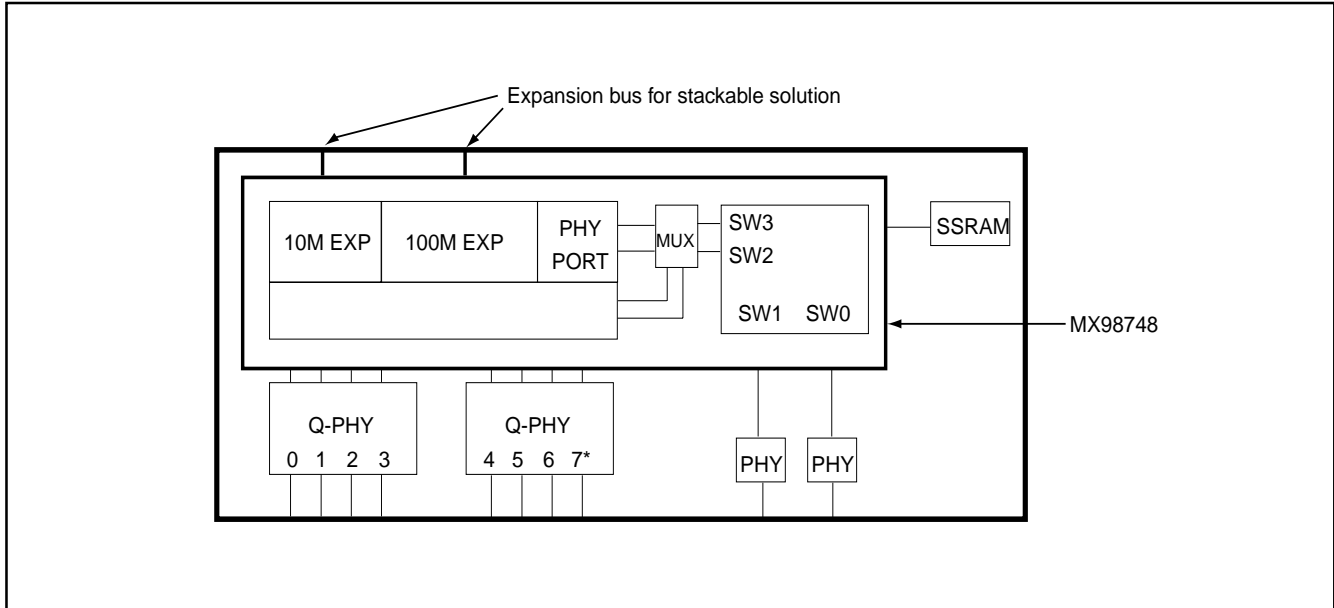 Expansion bus for stackable solution
10M EXP
100M EXP
PHY
PORT
MUX
SW3
SW2
SW1
SW0
SSRAM
MX98748
Q-PHY
0 1 2 3
Q-PHY
4 5 6 7*
PHY
PHY